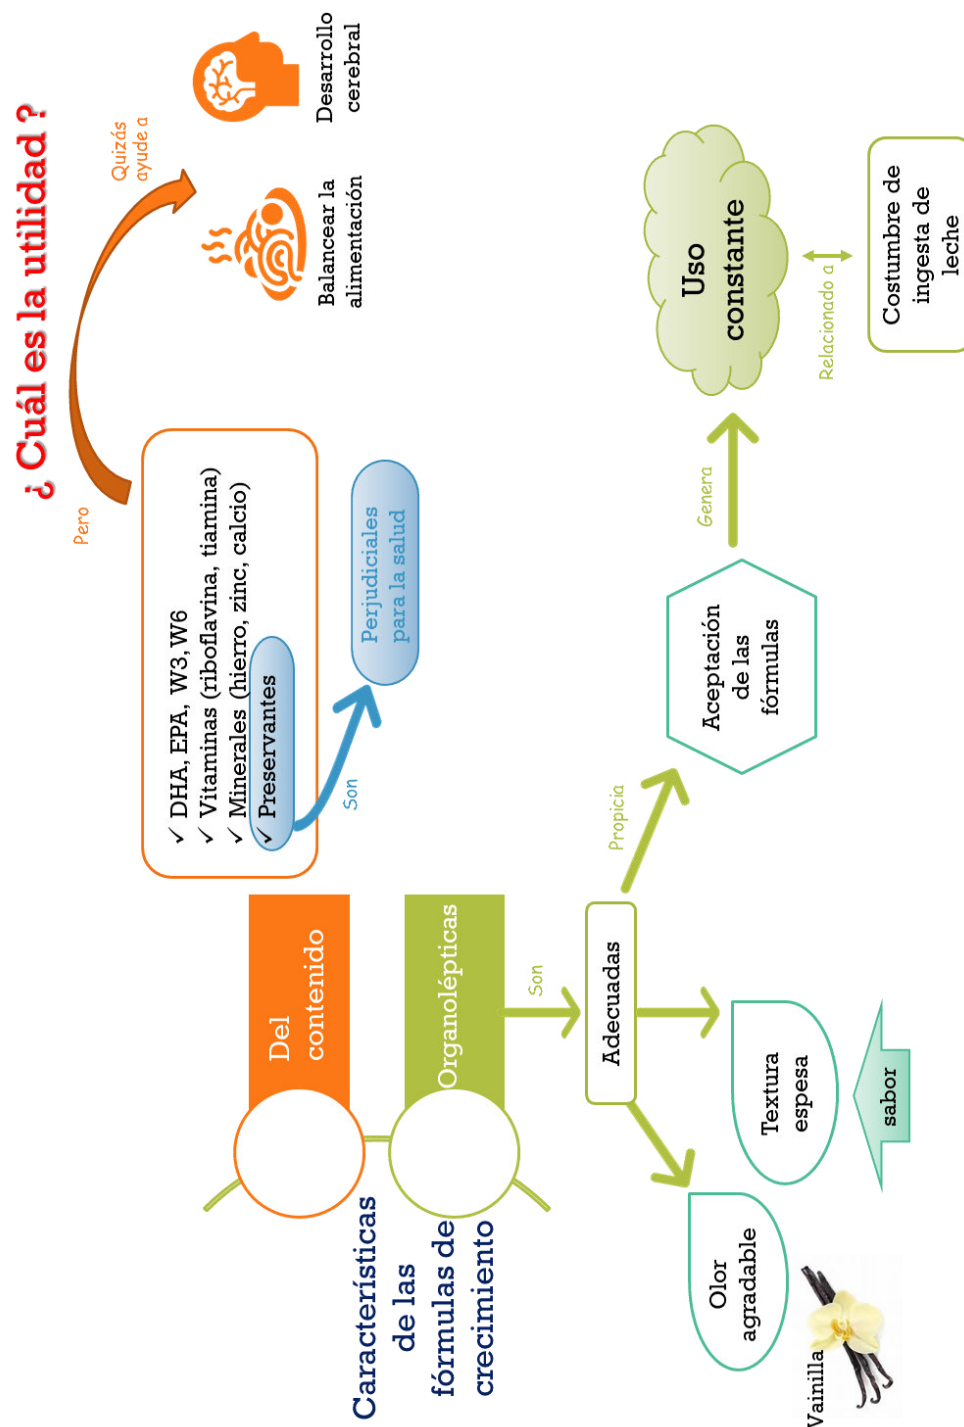 ¿ Cuál es la utilidad ?
Pero
Quizás
ayude a
Balancear la
alimentación
Desarrollo
cerebral
✓ DHA, EPA, W3, W6
✓ Vitaminas (riboflavina, tiamina)
✓ Minerales (hierro, zinc, calcio)
✓ Preservantes
Son
Perjudiciales
para la salud
Del
contenido
Organolépticas
Características
de las
fórmulas de
crecimiento
Son
Adecuadas
Propicia
Aceptación
de las
fórmulas
Genera
Uso
constante
Relacionado a
Costumbre de
ingesta de
leche
Olor
agradable
Vainilla
Textura
espesa
sabor